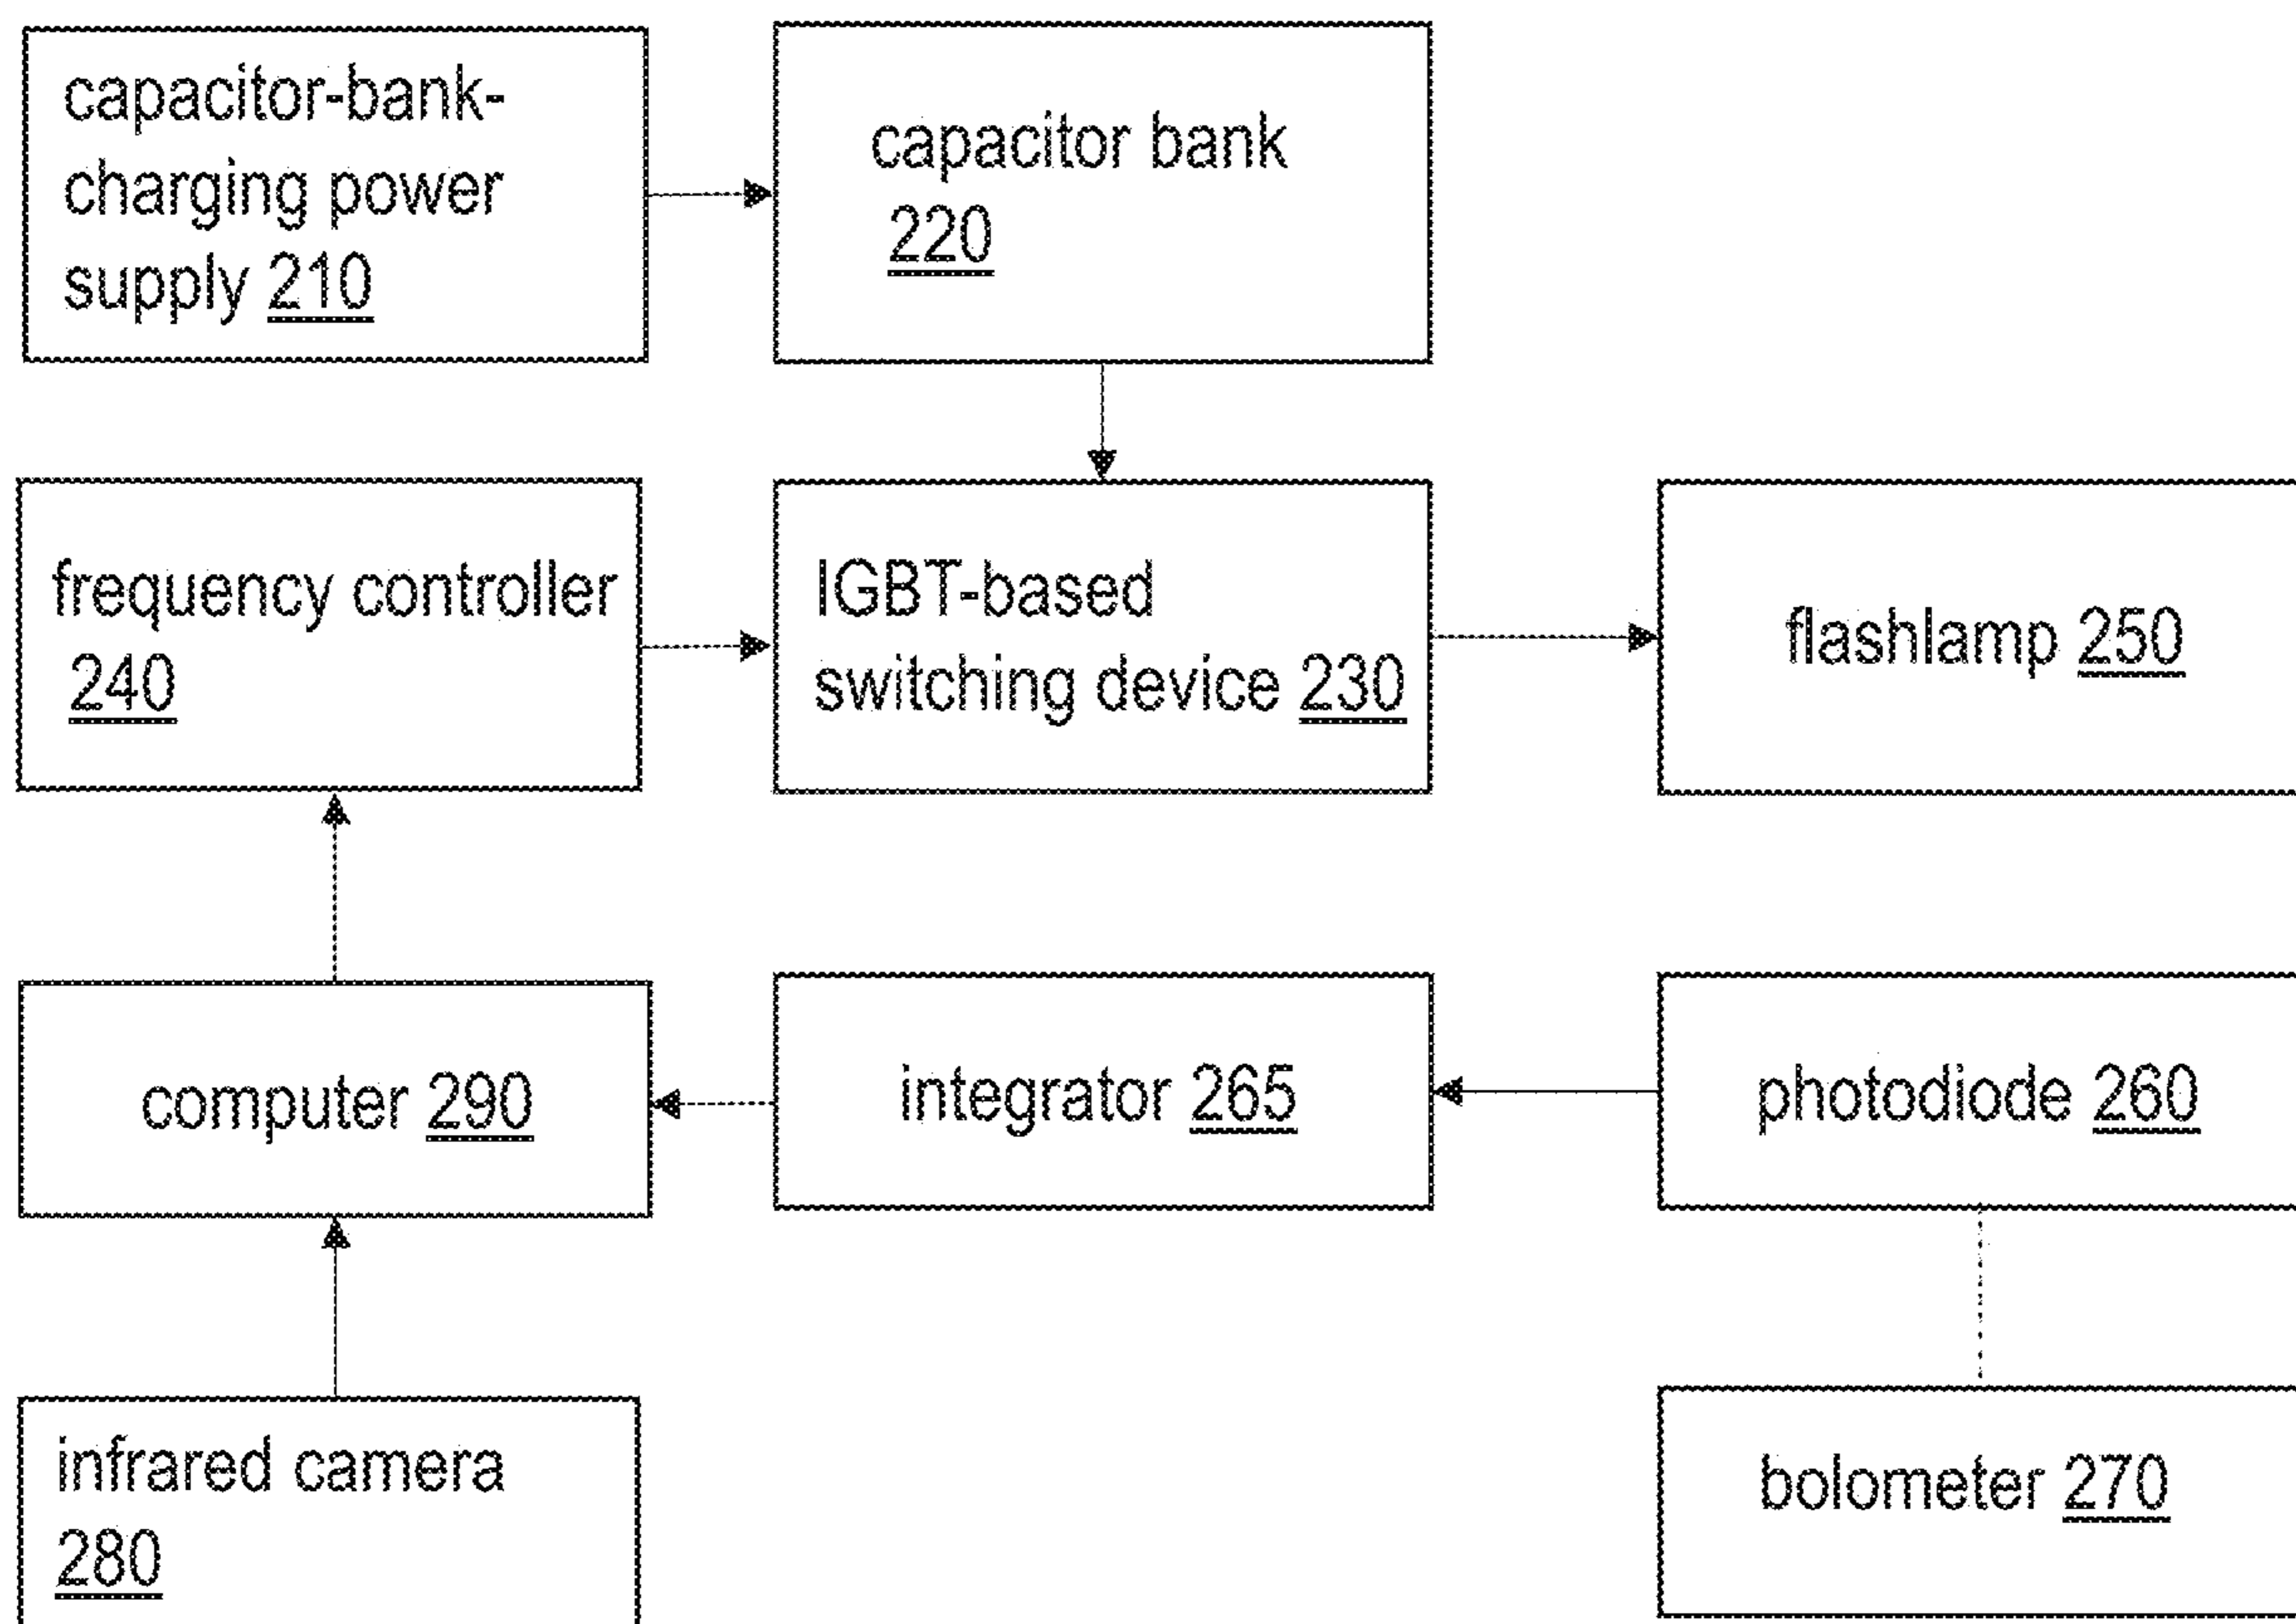 capacitor-bank-
charging power
supply 210
capacitor bank
220
frequency controller
240
IGBT-based
switching device 230
flashlamp 250
computer 290
integrator 265
photodiode 260
infrared camera
280
bolometer 270